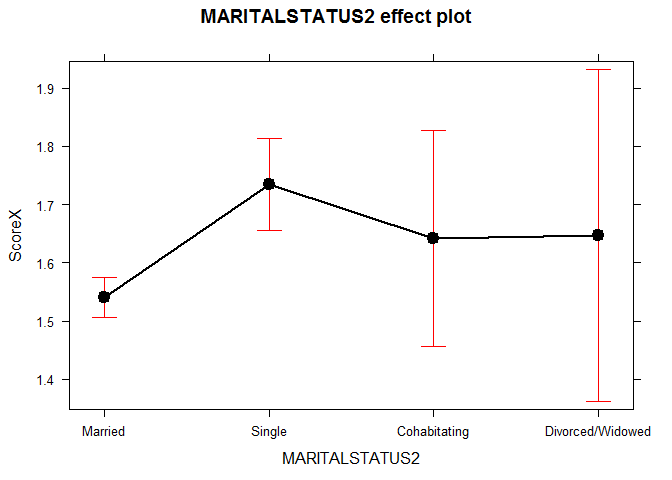 MARITALSTATUS2 effect plot
1.9
1.8
1.7
1.6
1.5
1.4
ScoreX
Married Single Cohabitating Divorced/Widowed
MARITALSTATUS2